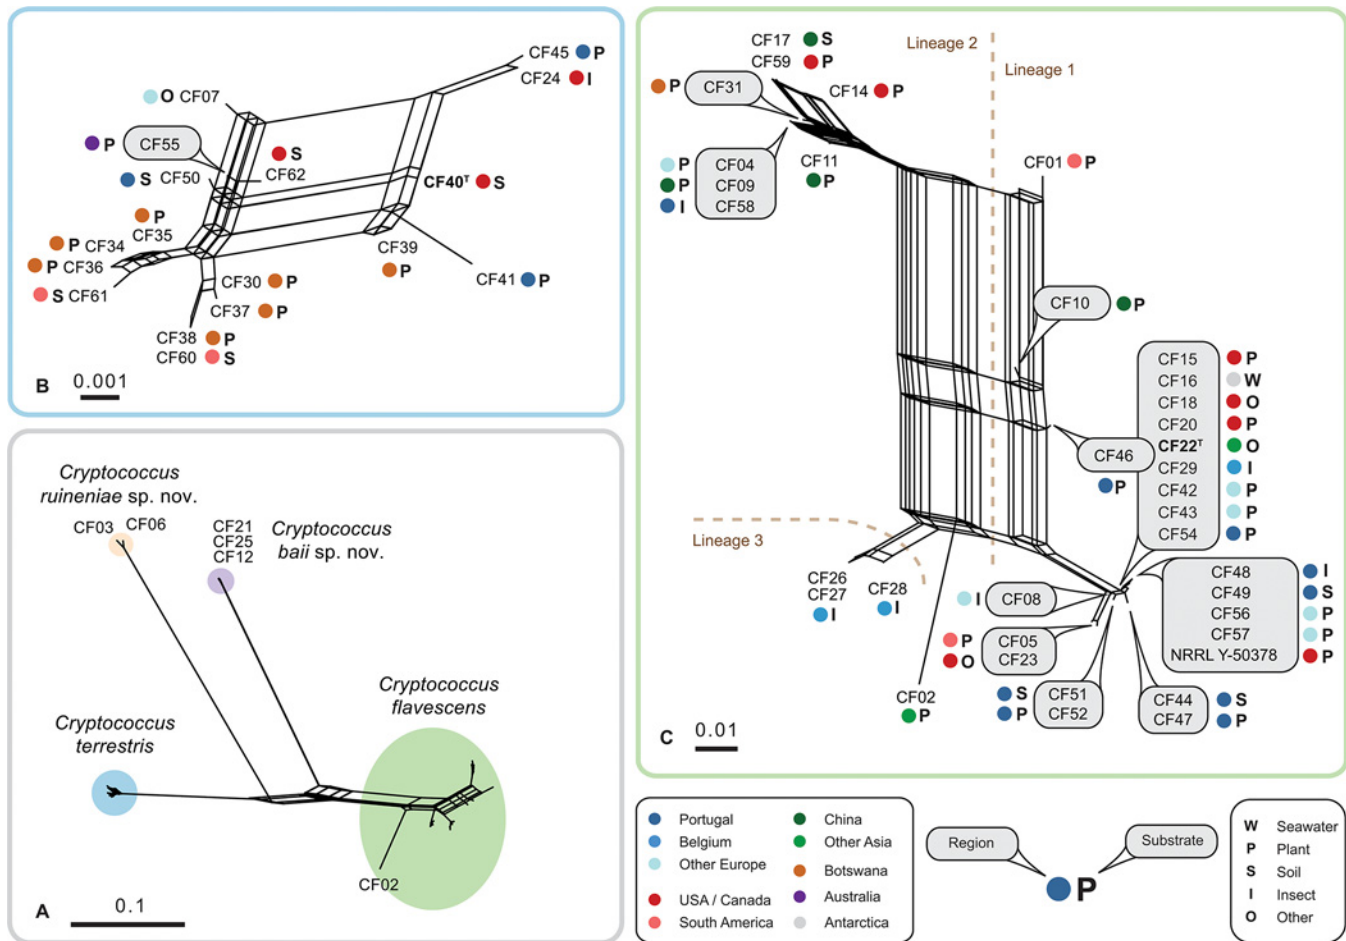 CF45 P
CF24 I
O CF07
P CF55
S
S CF50
CF62
CF40ᵀ S
P
CF35
P CF34
P CF36
S CF61
CF39
P
CF30 P
CF41 P
CF37 P
CF38 P
CF60 S
B
0.001
Cryptococcus
ruineniae sp. nov.
CF03 CF06
CF21
CF25
CF12
Cryptococcus
baii sp. nov.
Cryptococcus
flavescens
Cryptococcus
terrestris
CF02
A
0.1
CF17 S
CF59 P
Lineage 2
Lineage 1
P CF31
CF14 P
P CF04
P CF09
I CF58
CF11
P
CF01 P
CF10 P
CF15 P
CF16 W
CF18 O
CF20 P
CF22ᵀ O
CF29 I
CF42 P
CF43 P
CF54 P
CF46
P
Lineage 3
CF26
CF27
I
CF28
I
I CF08
CF48 I
CF49 S
CF56 P
CF57 P
NRRL Y-50378 P
P CF05
O CF23
CF02
P
S CF51
P CF52
CF44 S
CF47 P
C
0.01
Portugal
Belgium
Other Europe
USA / Canada
South America
China
Other Asia
Botswana
Australia
Antarctica
Region
Substrate
P
W Seawater
P Plant
S Soil
I Insect
O Other